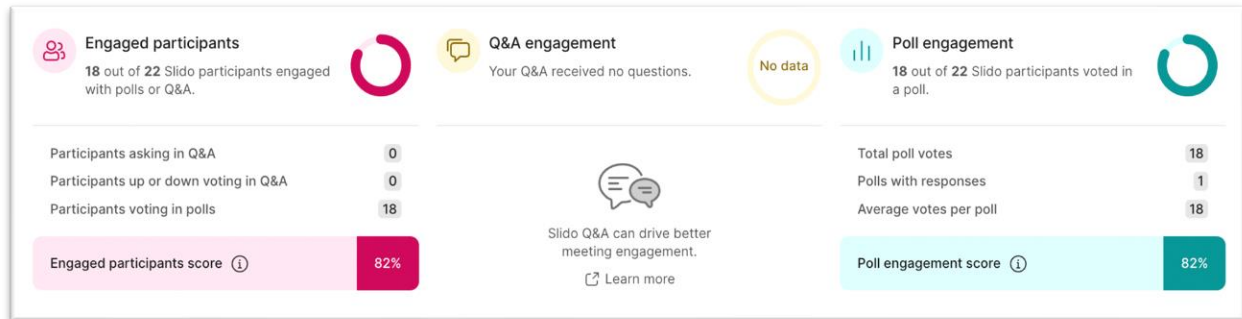 Engaged participants
18 out of 22 Slido participants engaged
with polls or Q&A.
Participants asking in Q&A 0
Participants up or down voting in Q&A 0
Participants voting in polls 18
Engaged participants score 82%
Q&A engagement
Your Q&A received no questions.
No data
Slido Q&A can drive better
meeting engagement.
Learn more
Poll engagement
18 out of 22 Slido participants voted in
a poll.
Total poll votes 18
Polls with responses 1
Average votes per poll 18
Poll engagement score 82%